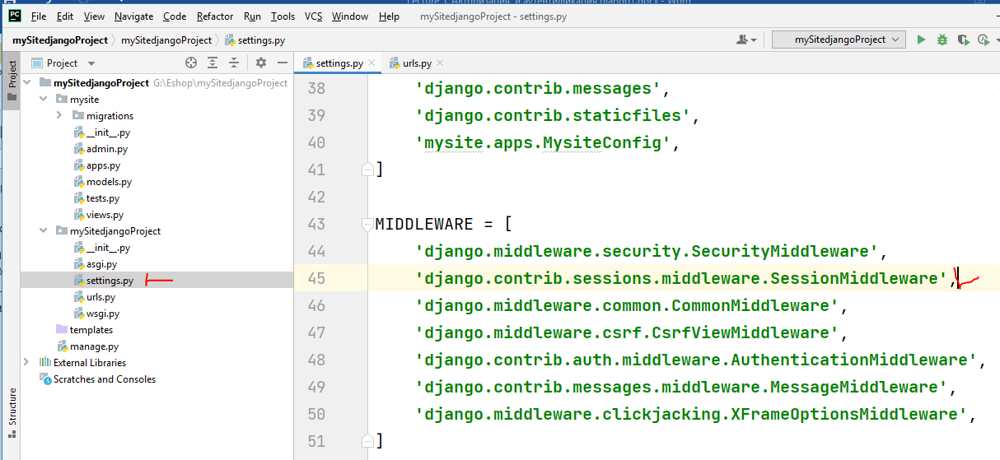 File Edit View Navigate Code Refactor Run Tools VCS Window Help mySitedjangoProject - settings.py
mySitedjangoProject mySitedjangoProject settings.py mySitedjangoProject
Project
Project
settings.py urls.py
mySitedjangoProject G:\Eshop\mySitedjangoProject
mysite
migrations
__init__.py
admin.py
apps.py
models.py
tests.py
views.py
mySitedjangoProject
__init__.py
asgi.py
settings.py
urls.py
wsgi.py
templates
manage.py
External Libraries
Scratches and Consoles
Structure
38 'django.contrib.messages',
39 'django.contrib.staticfiles',
40 'mysite.apps.MysiteConfig',
41 ]
42
43 MIDDLEWARE = [
44 'django.middleware.security.SecurityMiddleware',
45 'django.contrib.sessions.middleware.SessionMiddleware',
46 'django.middleware.common.CommonMiddleware',
47 'django.middleware.csrf.CsrfViewMiddleware',
48 'django.contrib.auth.middleware.AuthenticationMiddleware',
49 'django.contrib.messages.middleware.MessageMiddleware',
50 'django.middleware.clickjacking.XFrameOptionsMiddleware',
51 ]